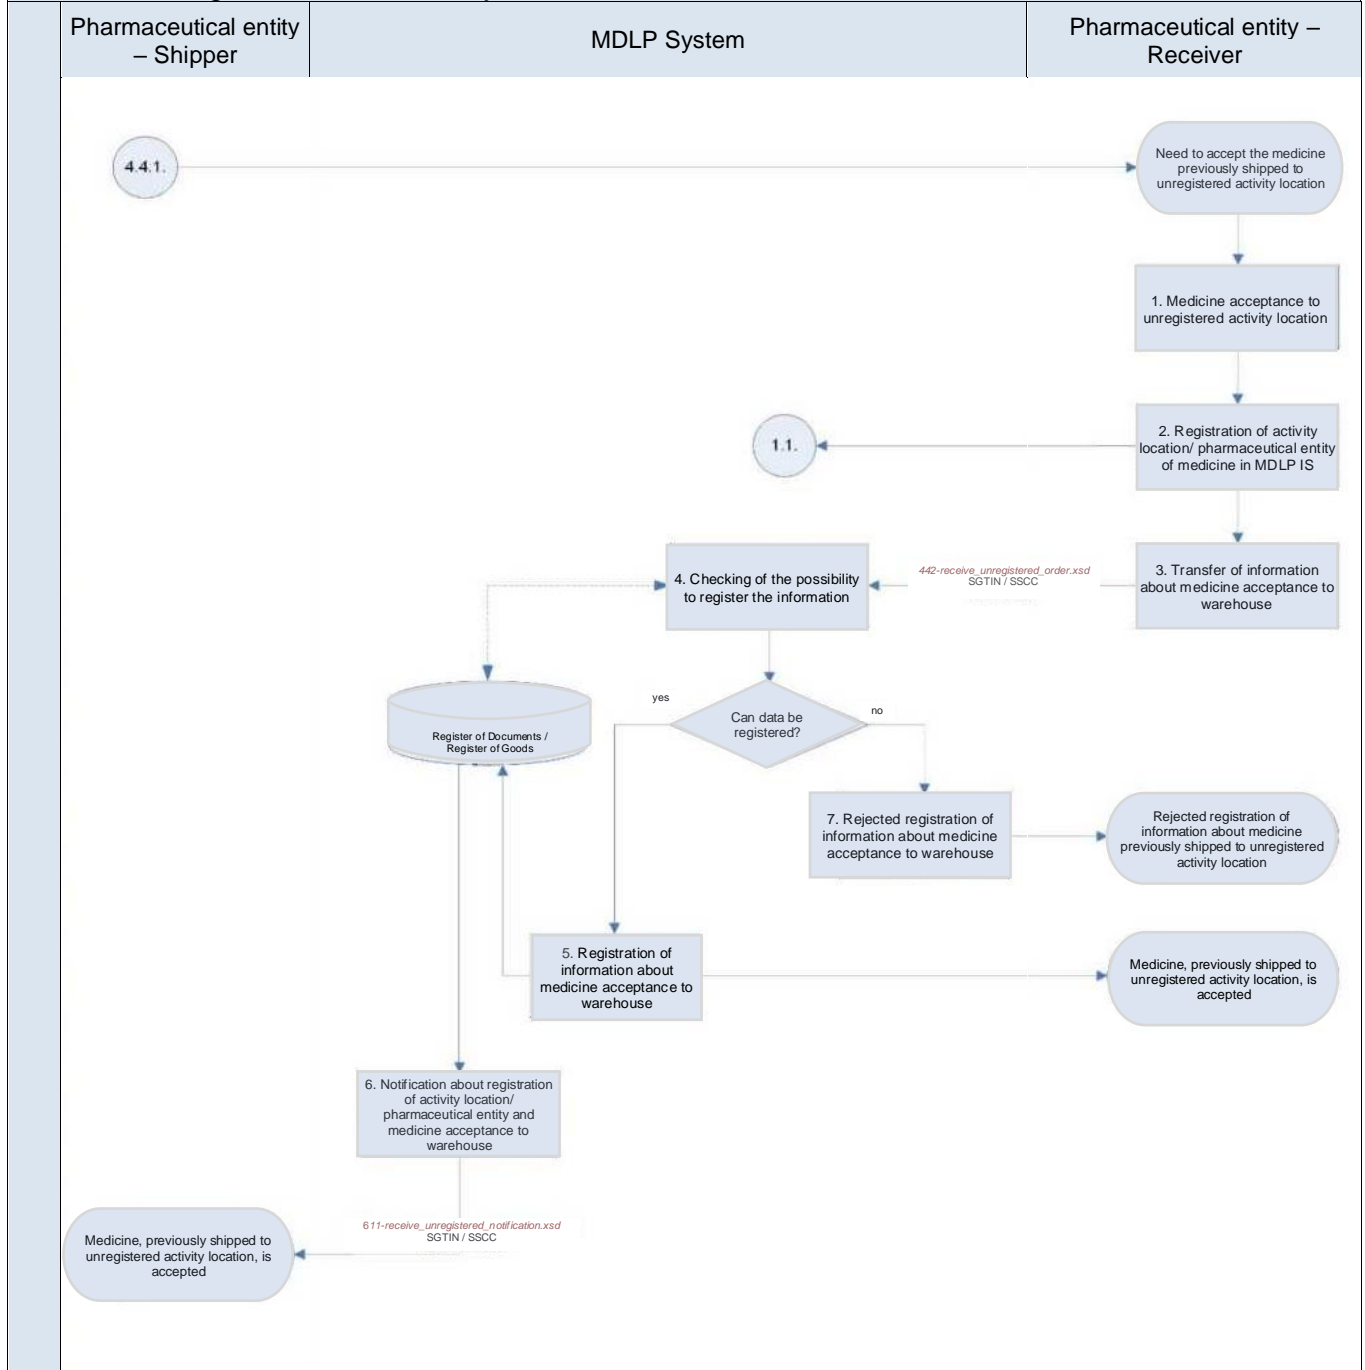 Pharmaceutical entity
– Shipper
MDLP System
Pharmaceutical entity –
Receiver
4.4.1.
Need to accept the medicine
previously shipped to
unregistered activity location
1. Medicine acceptance to
unregistered activity location
1.1.
2. Registration of activity
location/ pharmaceutical entity
of medicine in MDLP IS
4. Checking of the possibility
to register the information
442-receive_unregistered_order.xsd
SGTIN / SSCC
3. Transfer of information
about medicine acceptance to
warehouse
yes
Can data be
registered?
no
Register of Documents /
Register of Goods
7. Rejected registration of
information about medicine
acceptance to warehouse
Rejected registration of
information about medicine
previously shipped to unregistered
activity location
5. Registration of
information about
medicine acceptance to
warehouse
Medicine, previously shipped to
unregistered activity location, is
accepted
6. Notification about registration
of activity location/
pharmaceutical entity and
medicine acceptance to
warehouse
611-receive_unregistered_notification.xsd
SGTIN / SSCC
Medicine, previously shipped to
unregistered activity location, is
accepted